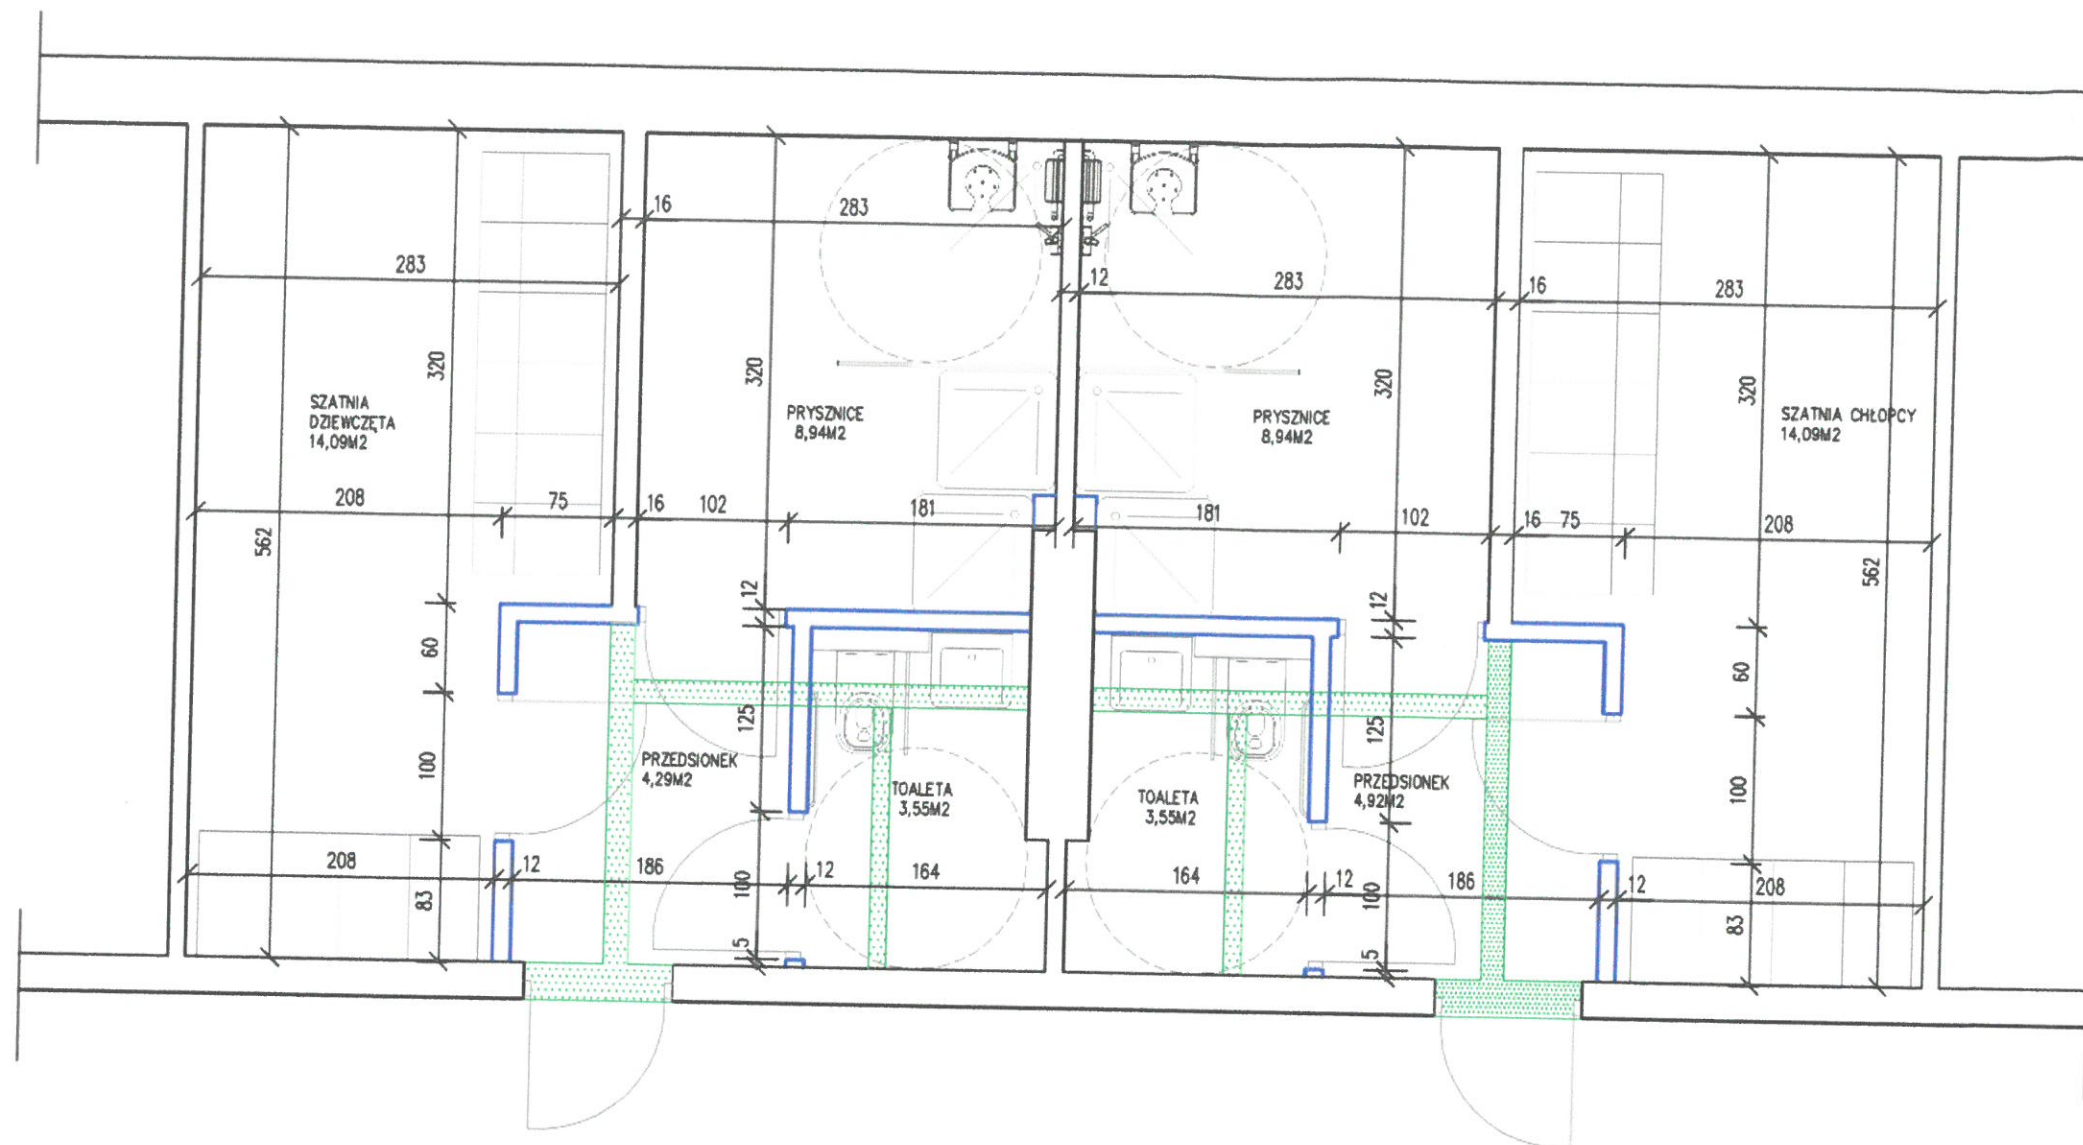 16
283
283
12
283
16
283
320
320
320
320
SZATNIA
DZIEWCZĘTA
14,09M2
PRYSZNICE
8,94M2
PRYSZNICE
8,94M2
SZATNIA CHŁOPCY
14,09M2
208
75
16
102
181
181
102
16
75
208
562
562
12
12
60
60
125
125
100
100
PRZEDSIONEK
4,29M2
TOALETA
3,55M2
TOALETA
3,55M2
PRZEDSIONEK
4,92M2
208
12
186
12
164
164
12
186
12
208
83
100
100
83
5
5